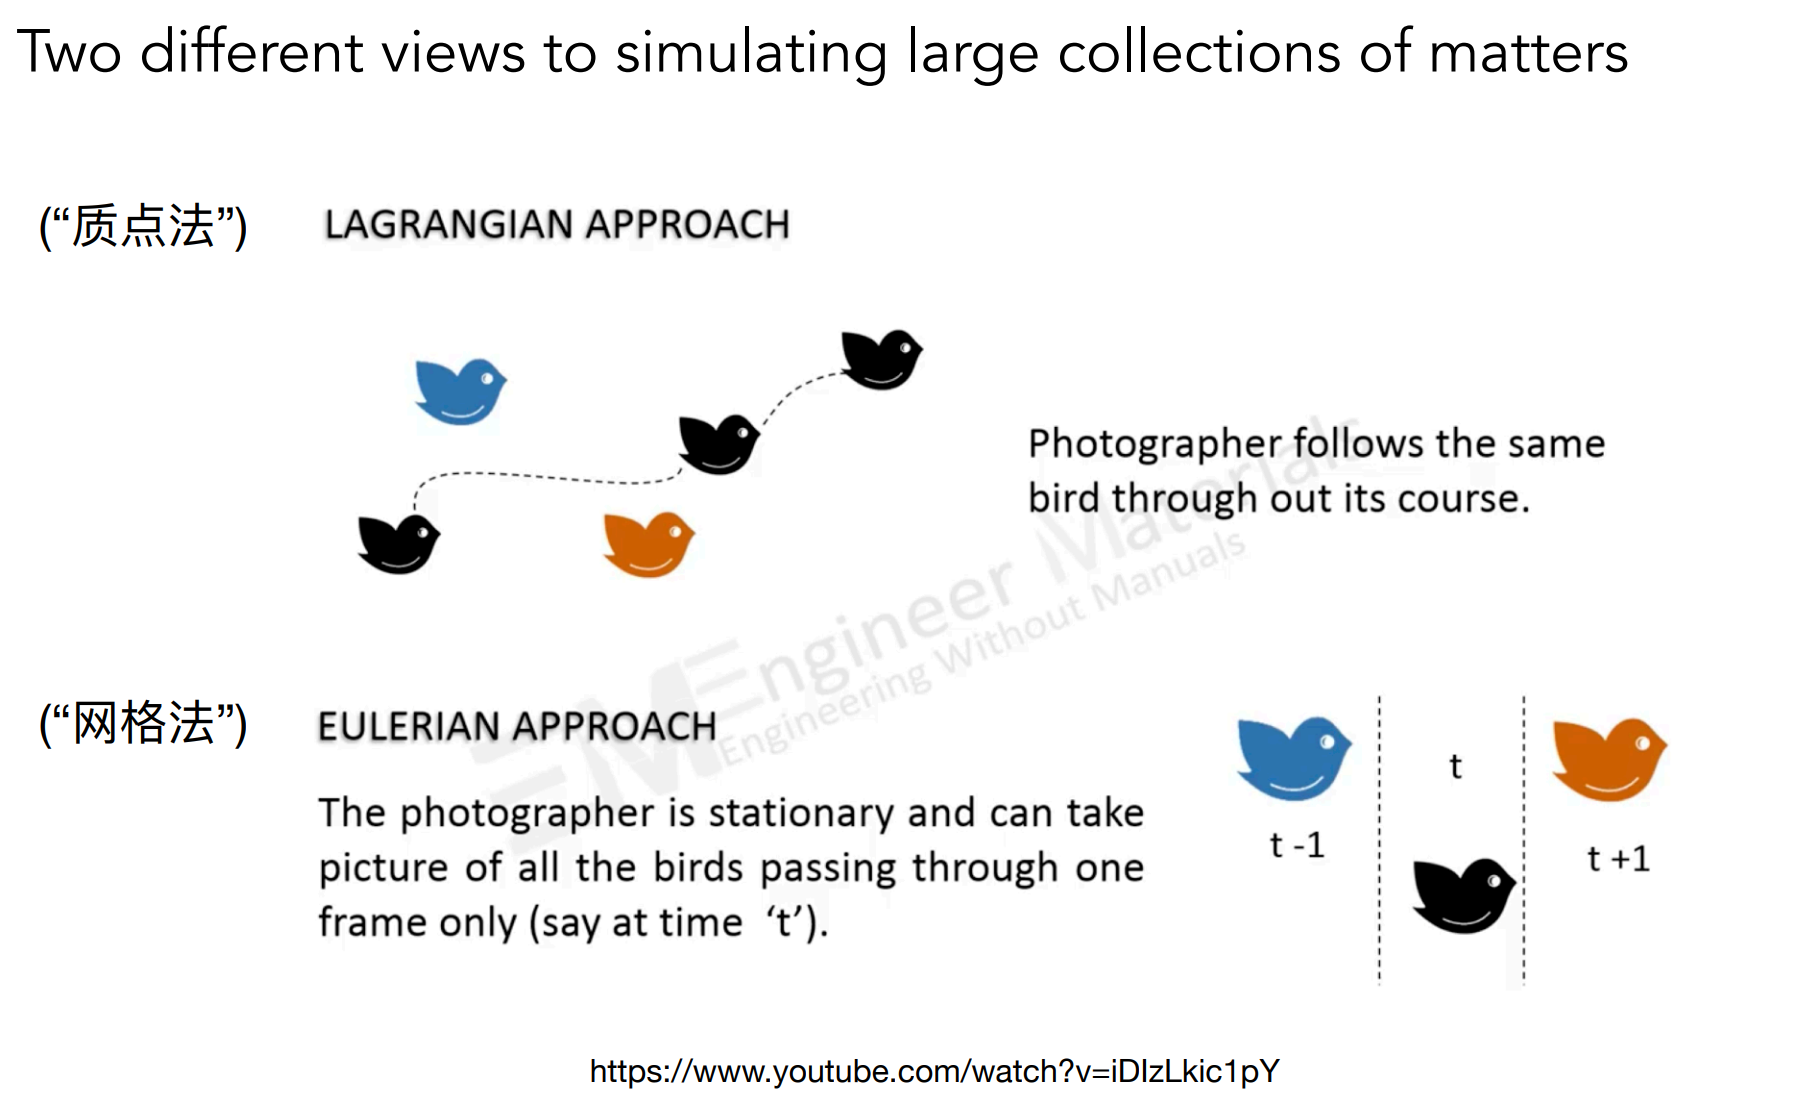 Two different views to simulating large collections of matters
(“质点法”) LAGRANGIAN APPROACH
Photographer follows the same
bird through out its course.
Engineer Materials
Engineering Without Manuals
(“网格法”) EULERIAN APPROACH
The photographer is stationary and can take
picture of all the birds passing through one
frame only (say at time ‘t’).
t
t -1
t +1
https://www.youtube.com/watch?v=iDIzLkic1pY